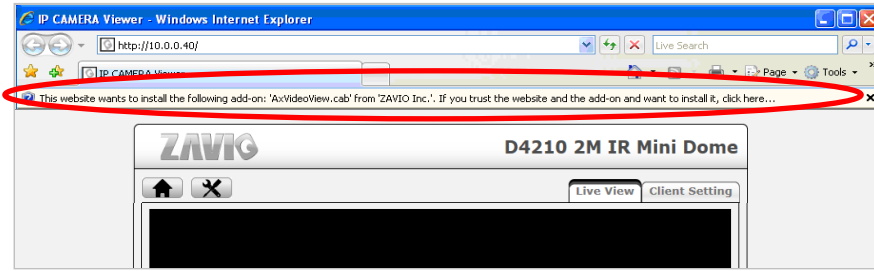 IP CAMERA Viewer - Windows Internet Explorer
http://10.0.0.40/
Live Search
IP CAMERA Viewer
Page
Tools
This website wants to install the following add-on: 'AxVideoView.cab' from 'ZAVIO Inc.'. If you trust the website and the add-on and want to install it, click here...
ZAVIO
D4210 2M IR Mini Dome
Live View
Client Setting